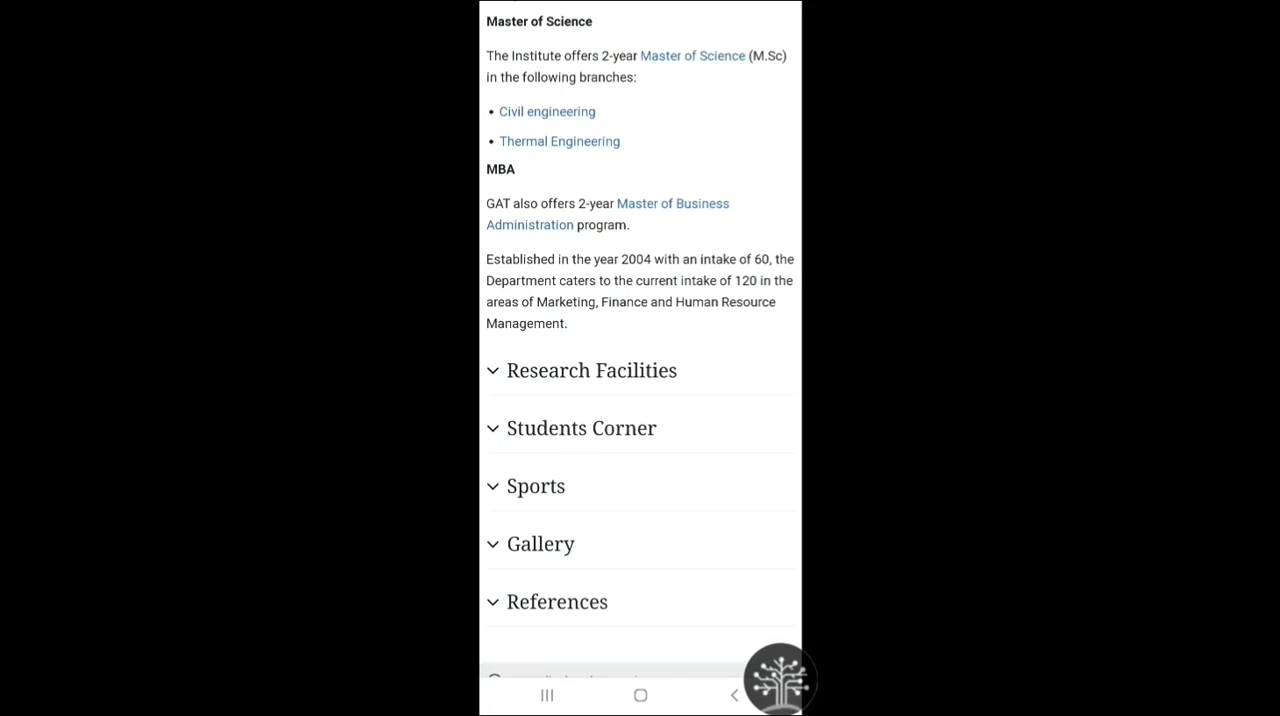 Master of Science
The Institute offers 2-year Master of Science (M.Sc)
in the following branches:
• Civil engineering
• Thermal Engineering
MBA
GAT also offers 2-year Master of Business
Administration program.
Established in the year 2004 with an intake of 60, the
Department caters to the current intake of 120 in the
areas of Marketing, Finance and Human Resource
Management.
Research Facilities
Students Corner
Sports
Gallery
References